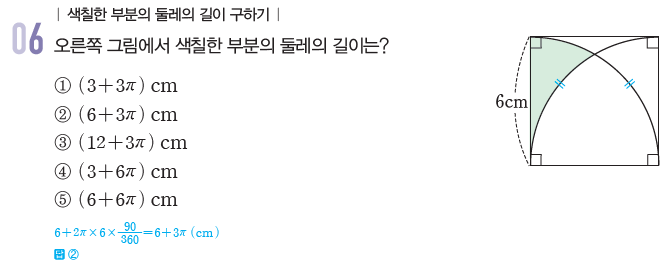 | 색칠한 부분의 둘레의 길이 구하기 |
06 오른쪽 그림에서 색칠한 부분의 둘레의 길이는?
① (3+3π) cm
② (6+3π) cm
③ (12+3π) cm
④ (3+6π) cm
⑤ (6+6π) cm
6cm
6+2π×6×90/360=6+3π (cm)
답 ②